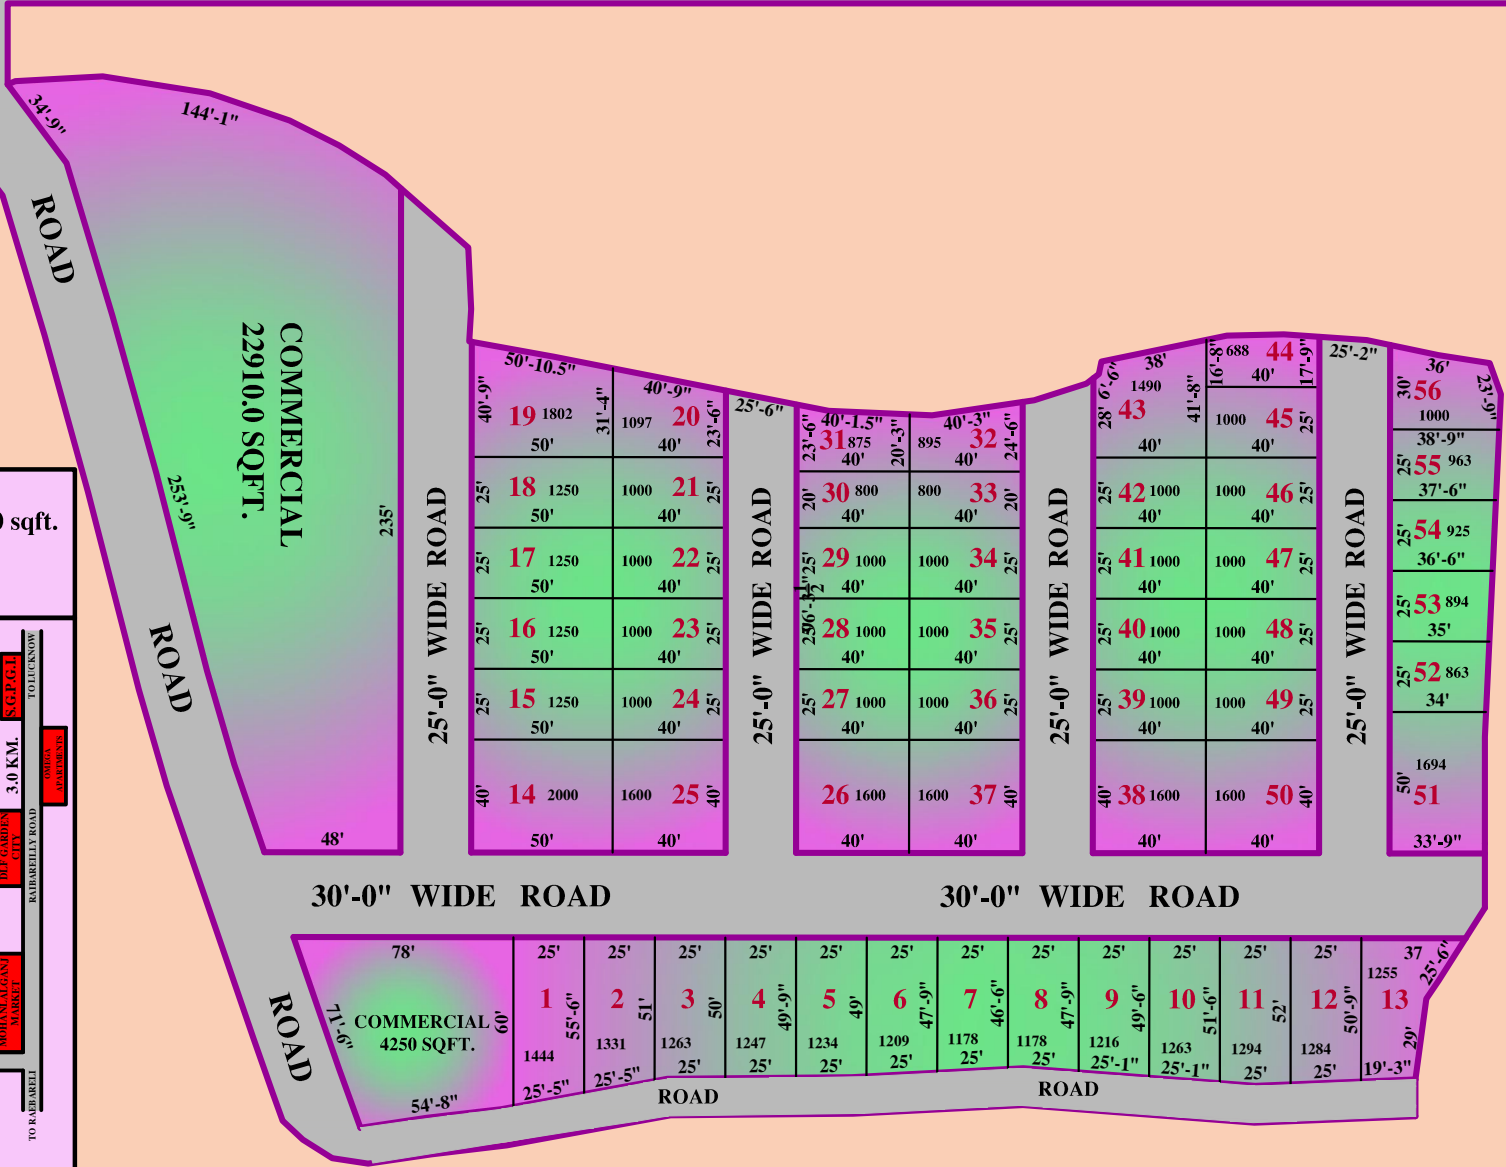 34'-9"
144'-1"
ROAD
COMMERCIAL
22910.0 SQFT.
253'-9"
235'
48'
ROAD
ROAD
25'-0" WIDE ROAD
50'-10.5"
40'-9"
40'-9" 19 1802 31'-4" 1097 20 23'-6"
50' 40'
25' 18 1250 1000 21 25'
50' 40'
25' 17 1250 1000 22 25'
50' 40'
25' 16 1250 1000 23 25'
50' 40'
25' 15 1250 1000 24 25'
50' 40'
40' 14 2000 1600 25 40'
50' 40'
25'-6"
25'-0" WIDE ROAD
40'-1.5" 40'-3"
23'-6" 31 875 20'-3" 895 32 24'-6"
40' 40'
20' 30 800 800 33 20'
40' 40'
25' 29 1000 1000 34 25'
40' 40'
25' 28 1000 1000 35 25'
40' 40'
25' 27 1000 1000 36 25'
40' 40'
26 1600 1600 37 40'
40' 40'
25'-0" WIDE ROAD
38'
6'-6" 1490
28' 43 41'-8"
40'
16'-8" 688 44 17'-9"
40'
1000 45 25'
40'
25' 42 1000 1000 46 25'
40' 40'
25' 41 1000 1000 47 25'
40' 40'
25' 40 1000 1000 48 25'
40' 40'
25' 39 1000 1000 49 25'
40' 40'
40' 38 1600 1600 50 40'
40' 40'
25'-2"
25'-0" WIDE ROAD
36'
30' 56 23'-9"
1000
38'-9"
25' 55 963
37'-6"
25' 54 925
36'-6"
25' 53 894
35'
25' 52 863
34'
1694
50' 51
33'-9"
30'-0" WIDE ROAD
30'-0" WIDE ROAD
78'
71'-6"
COMMERCIAL
4250 SQFT.
60'
54'-8"
25' 25' 25' 25' 25' 25' 25' 25' 25' 25' 25' 25' 37
1 2 3 4 5 6 7 8 9 10 11 12 13
55'-6" 51' 50' 49'-9" 49' 47'-9" 46'-6" 47'-9" 49'-6" 51'-6" 52' 50'-9" 25'-6" 29'
1444 1331 1263 1247 1234 1209 1178 1178 1216 1263 1294 1284 1255
25'-5" 25'-5" 25' 25' 25' 25' 25' 25' 25'-1" 25'-1" 25' 25' 19'-3"
ROAD
ROAD
ROAD
sqft.
TO LUCKNOW
S.G.P.G.I.
3.0 KM.
OMEGA
APARTMENTS
DLF GARDEN
CITY
RAIBAREILLY ROAD
MOHANLALGANJ
MARKET
TO RAEBARELI